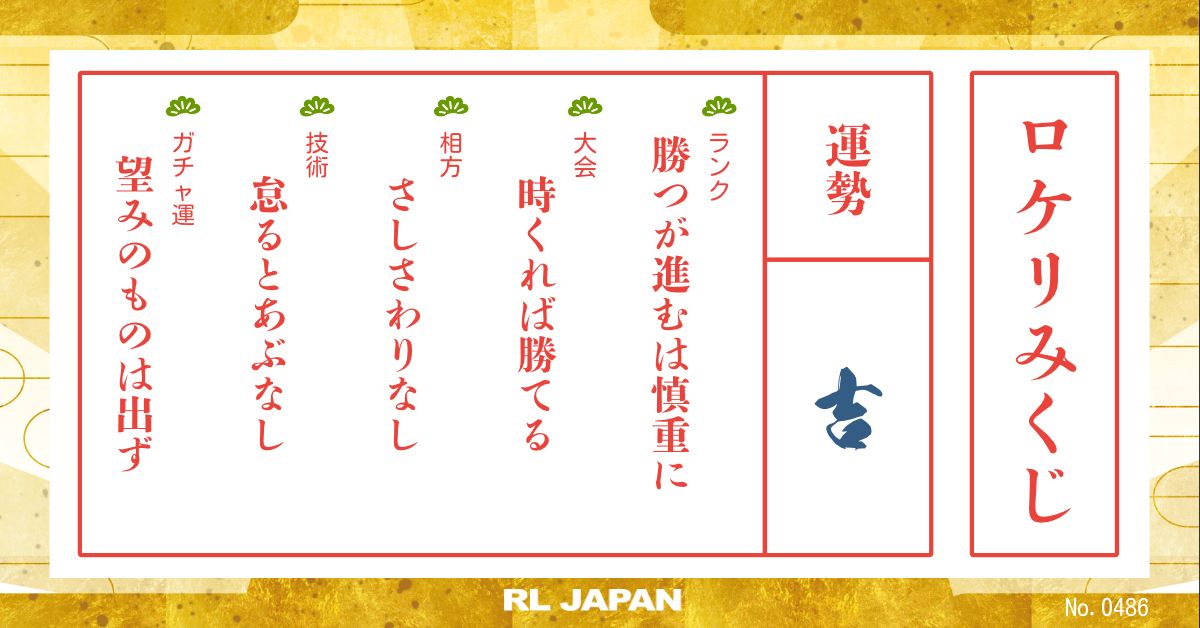 ロケリみくじ
運勢
吉
ランク
勝つが進むは慎重に
大会
時くれば勝てる
相方
さしさわりなし
技術
怠るとあぶなし
ガチャ運
望みのものは出ず
RL JAPAN
No. 0486